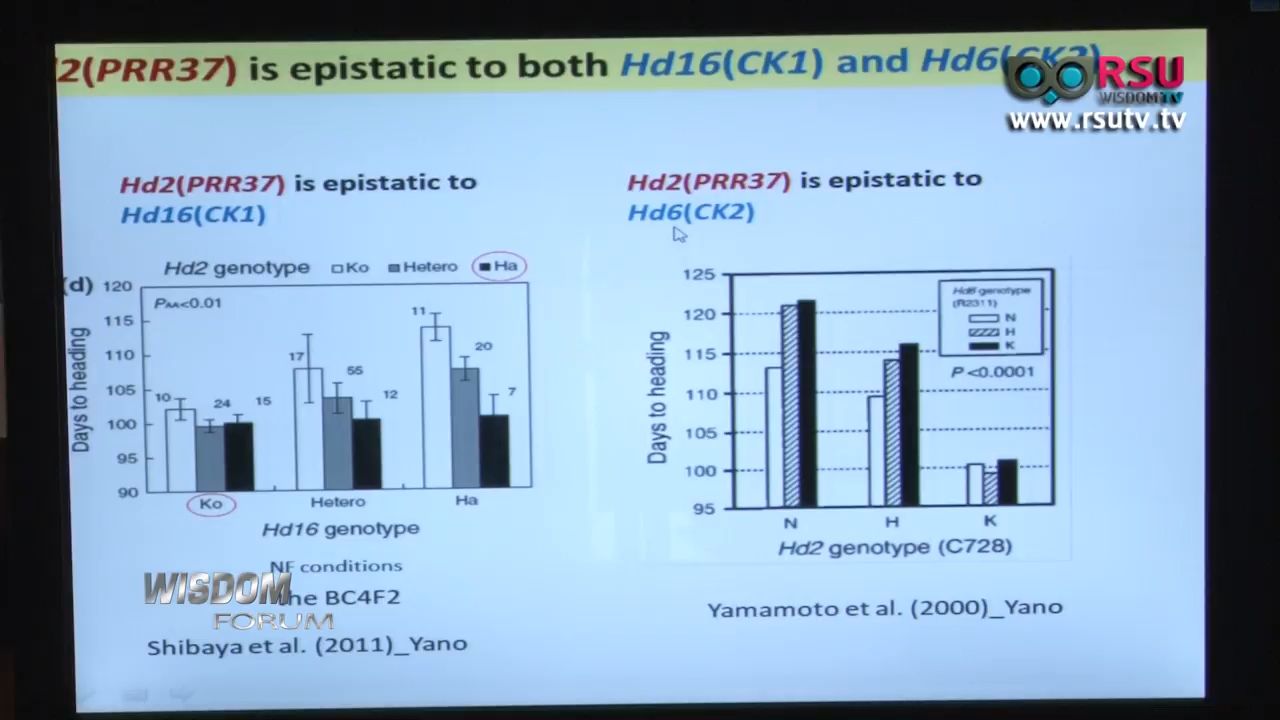 2(PRR37) is epistatic to both Hd16(CK1) and Hd6(CK2)
RSU
WISDOM TV
www.rsutv.tv
Hd2(PRR37) is epistatic to
Hd16(CK1)
(d)
Hd2 genotype Ko Hetero Ha
PAA<0.01
120
115
110
105
100
95
90
Days to heading
10 24 15
17 55 12
11 20 7
Ko Hetero Ha
Hd16 genotype
NF conditions
The BC4F2
Shibaya et al. (2011)_Yano
WISDOM
FORUM
Hd2(PRR37) is epistatic to
Hd6(CK2)
125
120
115
110
105
100
95
Days to heading
Hd6 genotype
(R2311)
N
H
K
P <0.0001
N H K
Hd2 genotype (C728)
Yamamoto et al. (2000)_Yano